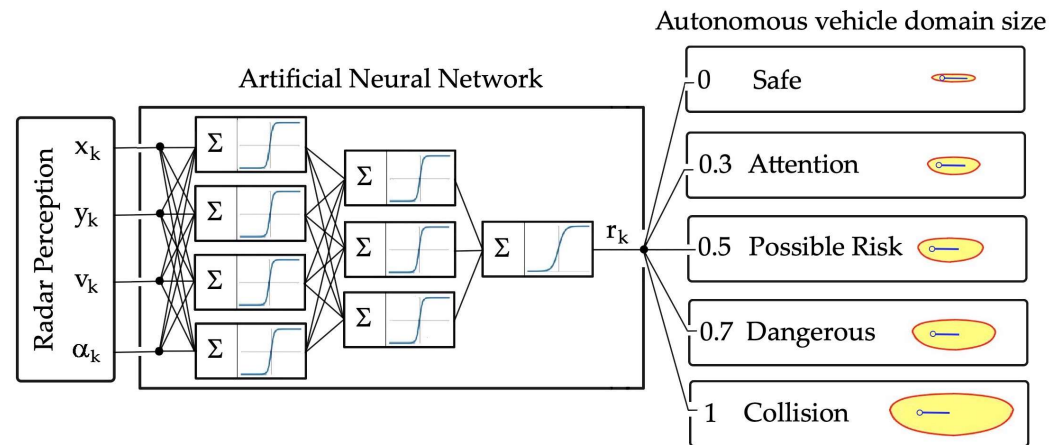 Autonomous vehicle domain size
Artificial Neural Network
Radar Perception
x_k
y_k
v_k
α_k
Σ
Σ
Σ
Σ
Σ
Σ
Σ
Σ
r_k
0 Safe
0.3 Attention
0.5 Possible Risk
0.7 Dangerous
1 Collision